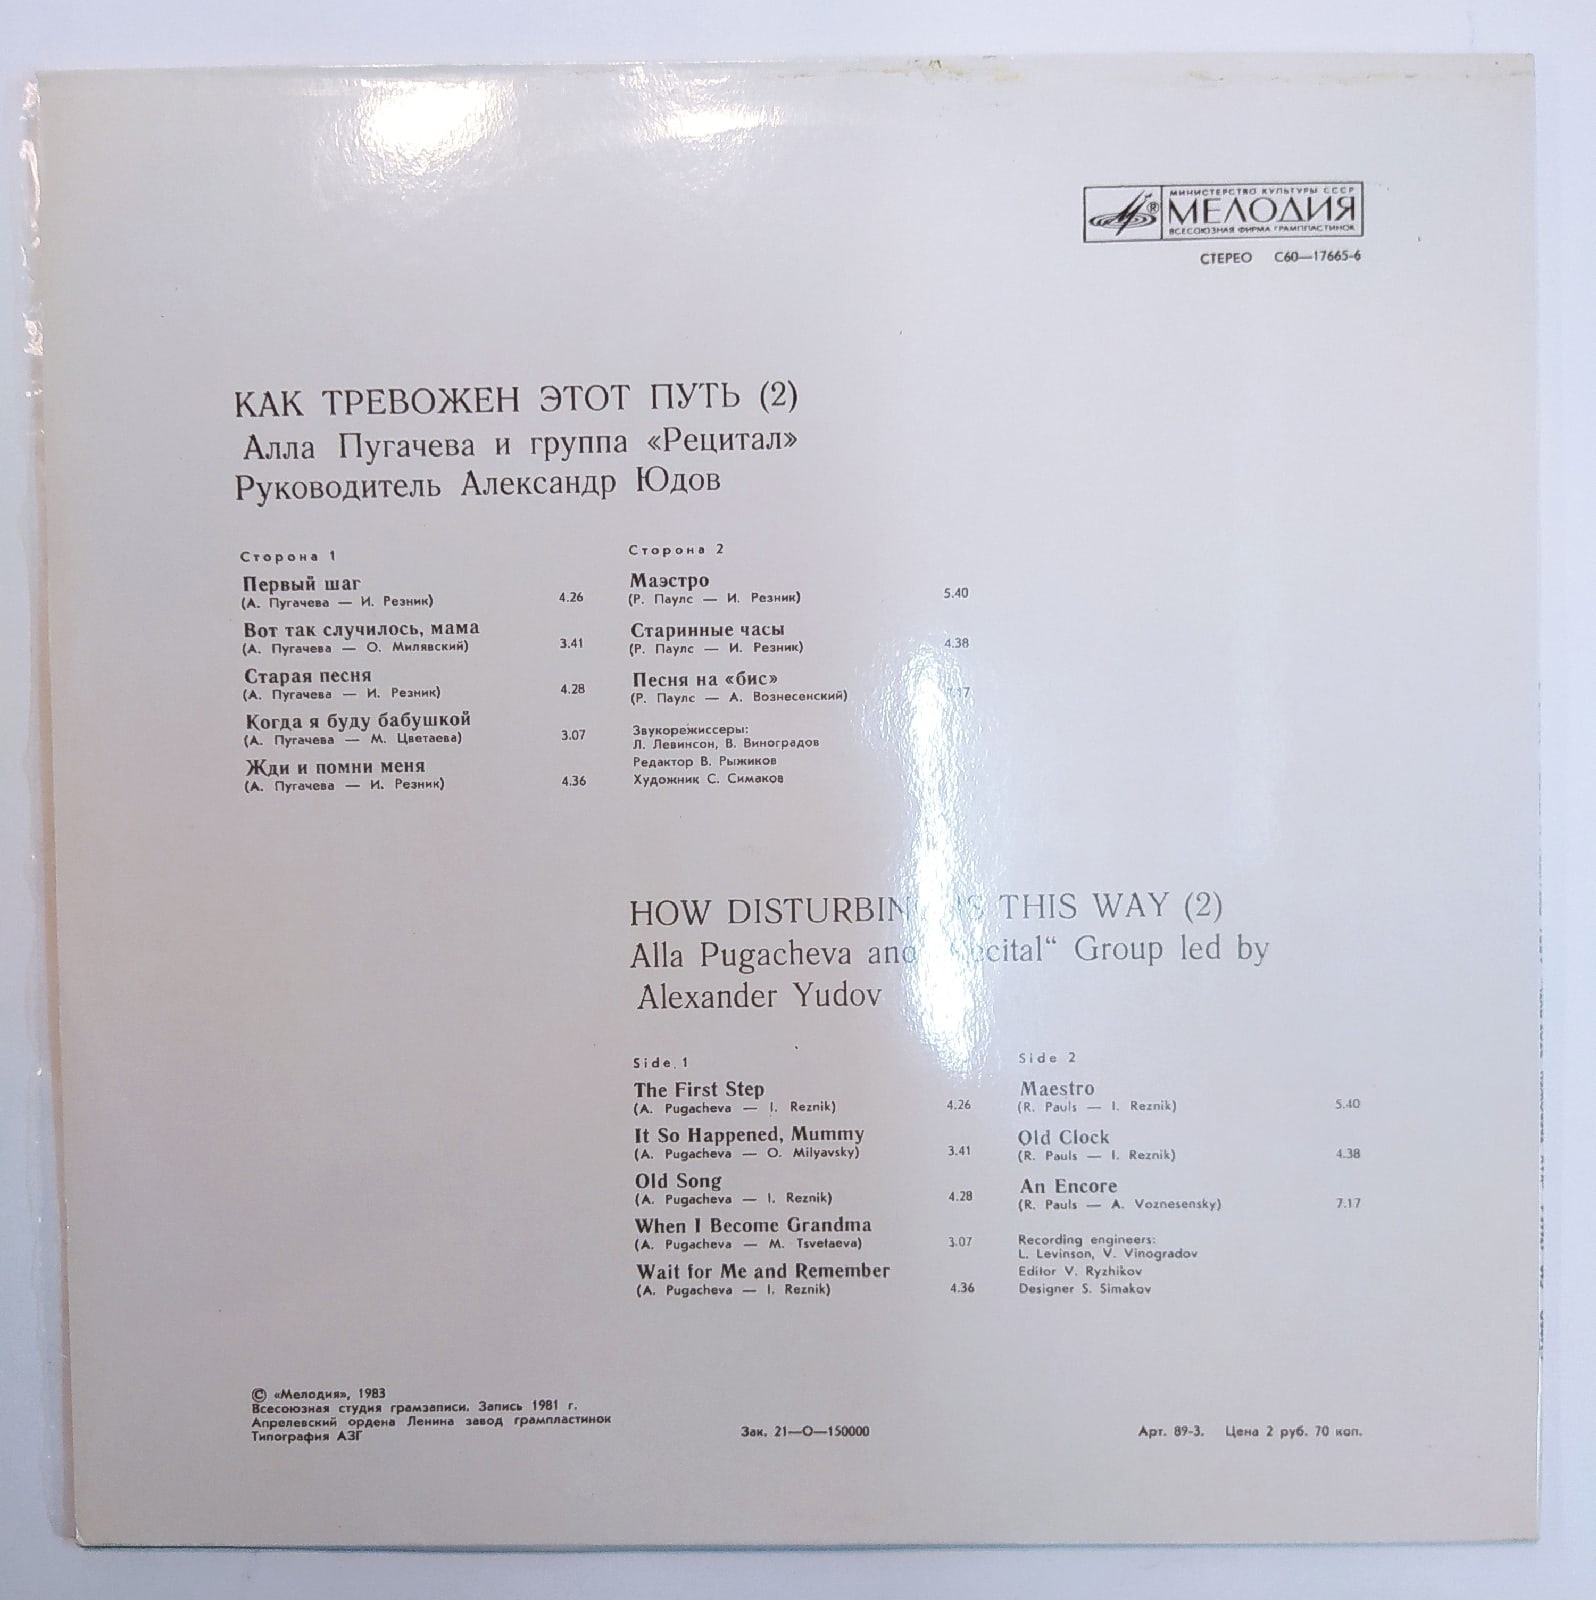 МИНИСТЕРСТВО КУЛЬТУРЫ СССР
МЕЛОДИЯ
ВСЕСОЮЗНАЯ ФИРМА ГРАМПЛАСТИНОК
СТЕРЕО С60—17665-6
КАК ТРЕВОЖЕН ЭТОТ ПУТЬ (2)
Алла Пугачева и группа «Рецитал»
Руководитель Александр Юдов
Сторона 1
Первый шаг
(А. Пугачева — И. Резник) 4.26
Вот так случилось, мама
(А. Пугачева — О. Милявский) 3.41
Старая песня
(А. Пугачева — И. Резник) 4.28
Когда я буду бабушкой
(А. Пугачева — М. Цветаева) 3.07
Жди и помни меня
(А. Пугачева — И. Резник) 4.36
Сторона 2
Маэстро
(Р. Паулс — И. Резник) 5.40
Старинные часы
(Р. Паулс — И. Резник) 4.38
Песня на «бис»
(Р. Паулс — А. Вознесенский)
Звукорежиссеры:
Л. Левинсон, В. Виноградов
Редактор В. Рыжиков
Художник С. Симаков
HOW THIS WAY (2)
Alla Pugacheva Group led by
Alexander Yudov
Side 1
The First Step
(A. Pugacheva — I. Reznik) 4.26
It So Happened, Mummy
(A. Pugacheva — O. Milyavsky) 3.41
Old Song
(A. Pugacheva — I. Reznik) 4.28
When I Become Grandma
(A. Pugacheva — M. Tsvetaeva) 3.07
Wait for Me and Remember
(A. Pugacheva — I. Reznik) 4.36
Side 2
Maestro
(R. Pauls — I. Reznik) 5.40
Old Clock
(R. Pauls — I. Reznik) 4.38
An Encore
(R. Pauls — A. Voznesensky) 7.17
Recording engineers:
L. Levinson, V. Vinogradov
Editor V. Ryzhikov
Designer S. Simakov
© «Мелодия», 1983
Всесоюзная студия грамзаписи. Запись 1981 г.
Апрелевский ордена Ленина завод грампластинок
Типография АЗГ
Зак. 21—О—150000
Арт. 89-3. Цена 2 руб. 70 коп.